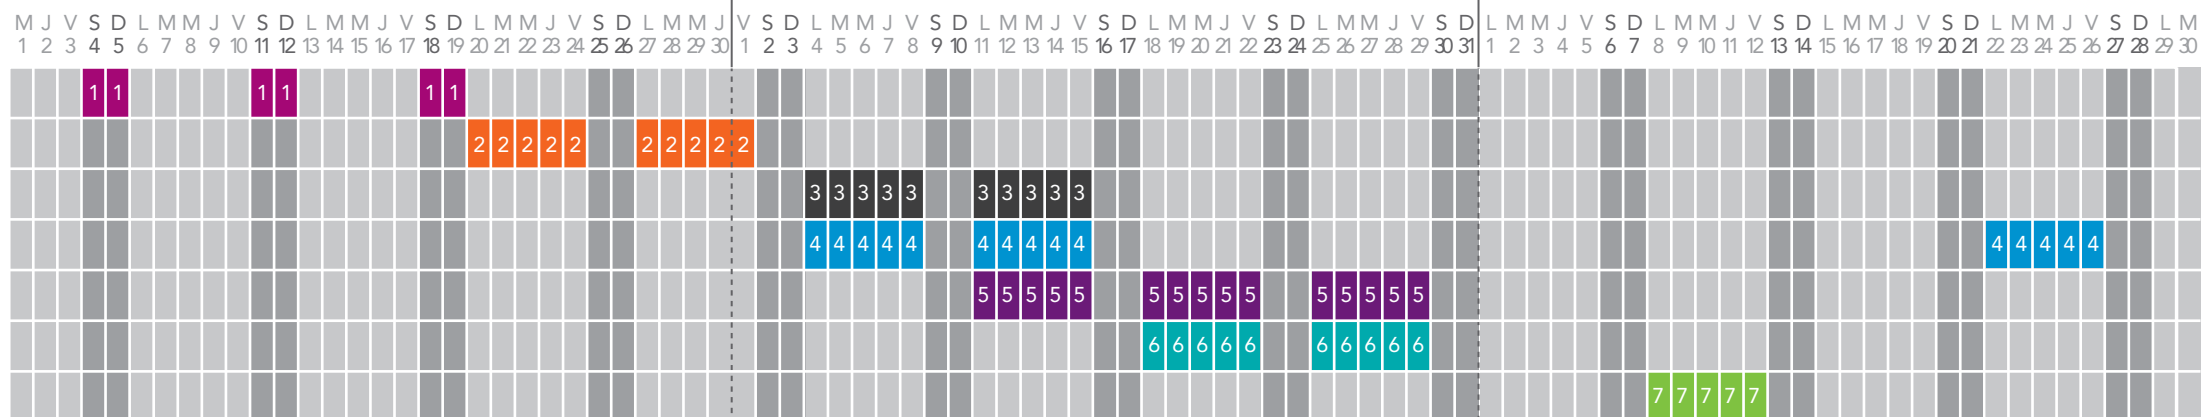 M J V S D L M M J V S D L M M J V S D L M M J V S D L M M J V S D L M M J V S D L M M J V S D L M M J V S D L M M J V S D L M M J V S D L M M J V S D L M M J V S D L M M J V S D L M
1 2 3 4 5 6 7 8 9 10 11 12 13 14 15 16 17 18 19 20 21 22 23 24 25 26 27 28 29 30 1 2 3 4 5 6 7 8 9 10 11 12 13 14 15 16 17 18 19 20 21 22 23 24 25 26 27 28 29 30 31 1 2 3 4 5 6 7 8 9 10 11 12 13 14 15 16 17 18 19 20 21 22 23 24 25 26 27 28 29 30
1 1 1 1 1 1
2 2 2 2 2 2 2 2 2 2
3 3 3 3 3 3 3 3 3 3
4 4 4 4 4 4 4 4 4 4 4 4 4 4 4
5 5 5 5 5 5 5 5 5 5 5 5 5 5 5
6 6 6 6 6 6 6 6 6 6
7 7 7 7 7